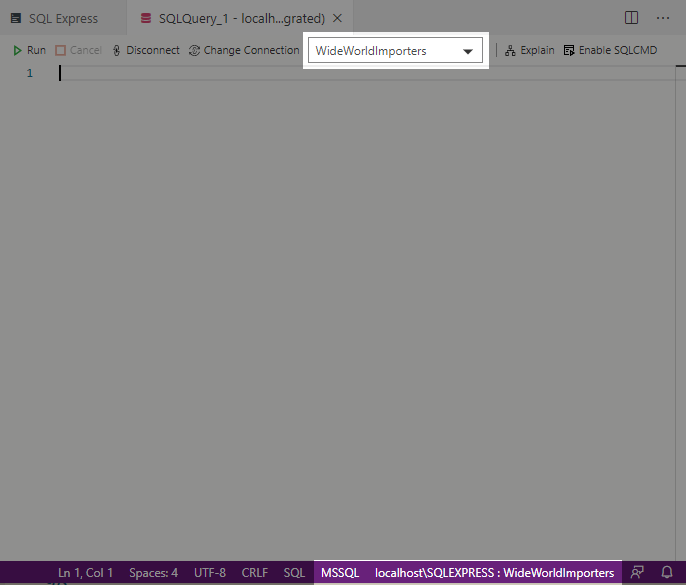 SQL Express
SQLQuery_1 - localh...grated)
Run Cancel Disconnect Change Connection WideWorldImporters Explain Enable SQLCMD
1
Ln 1, Col 1 Spaces: 4 UTF-8 CRLF SQL MSSQL localhost\SQLEXPRESS : WideWorldImporters